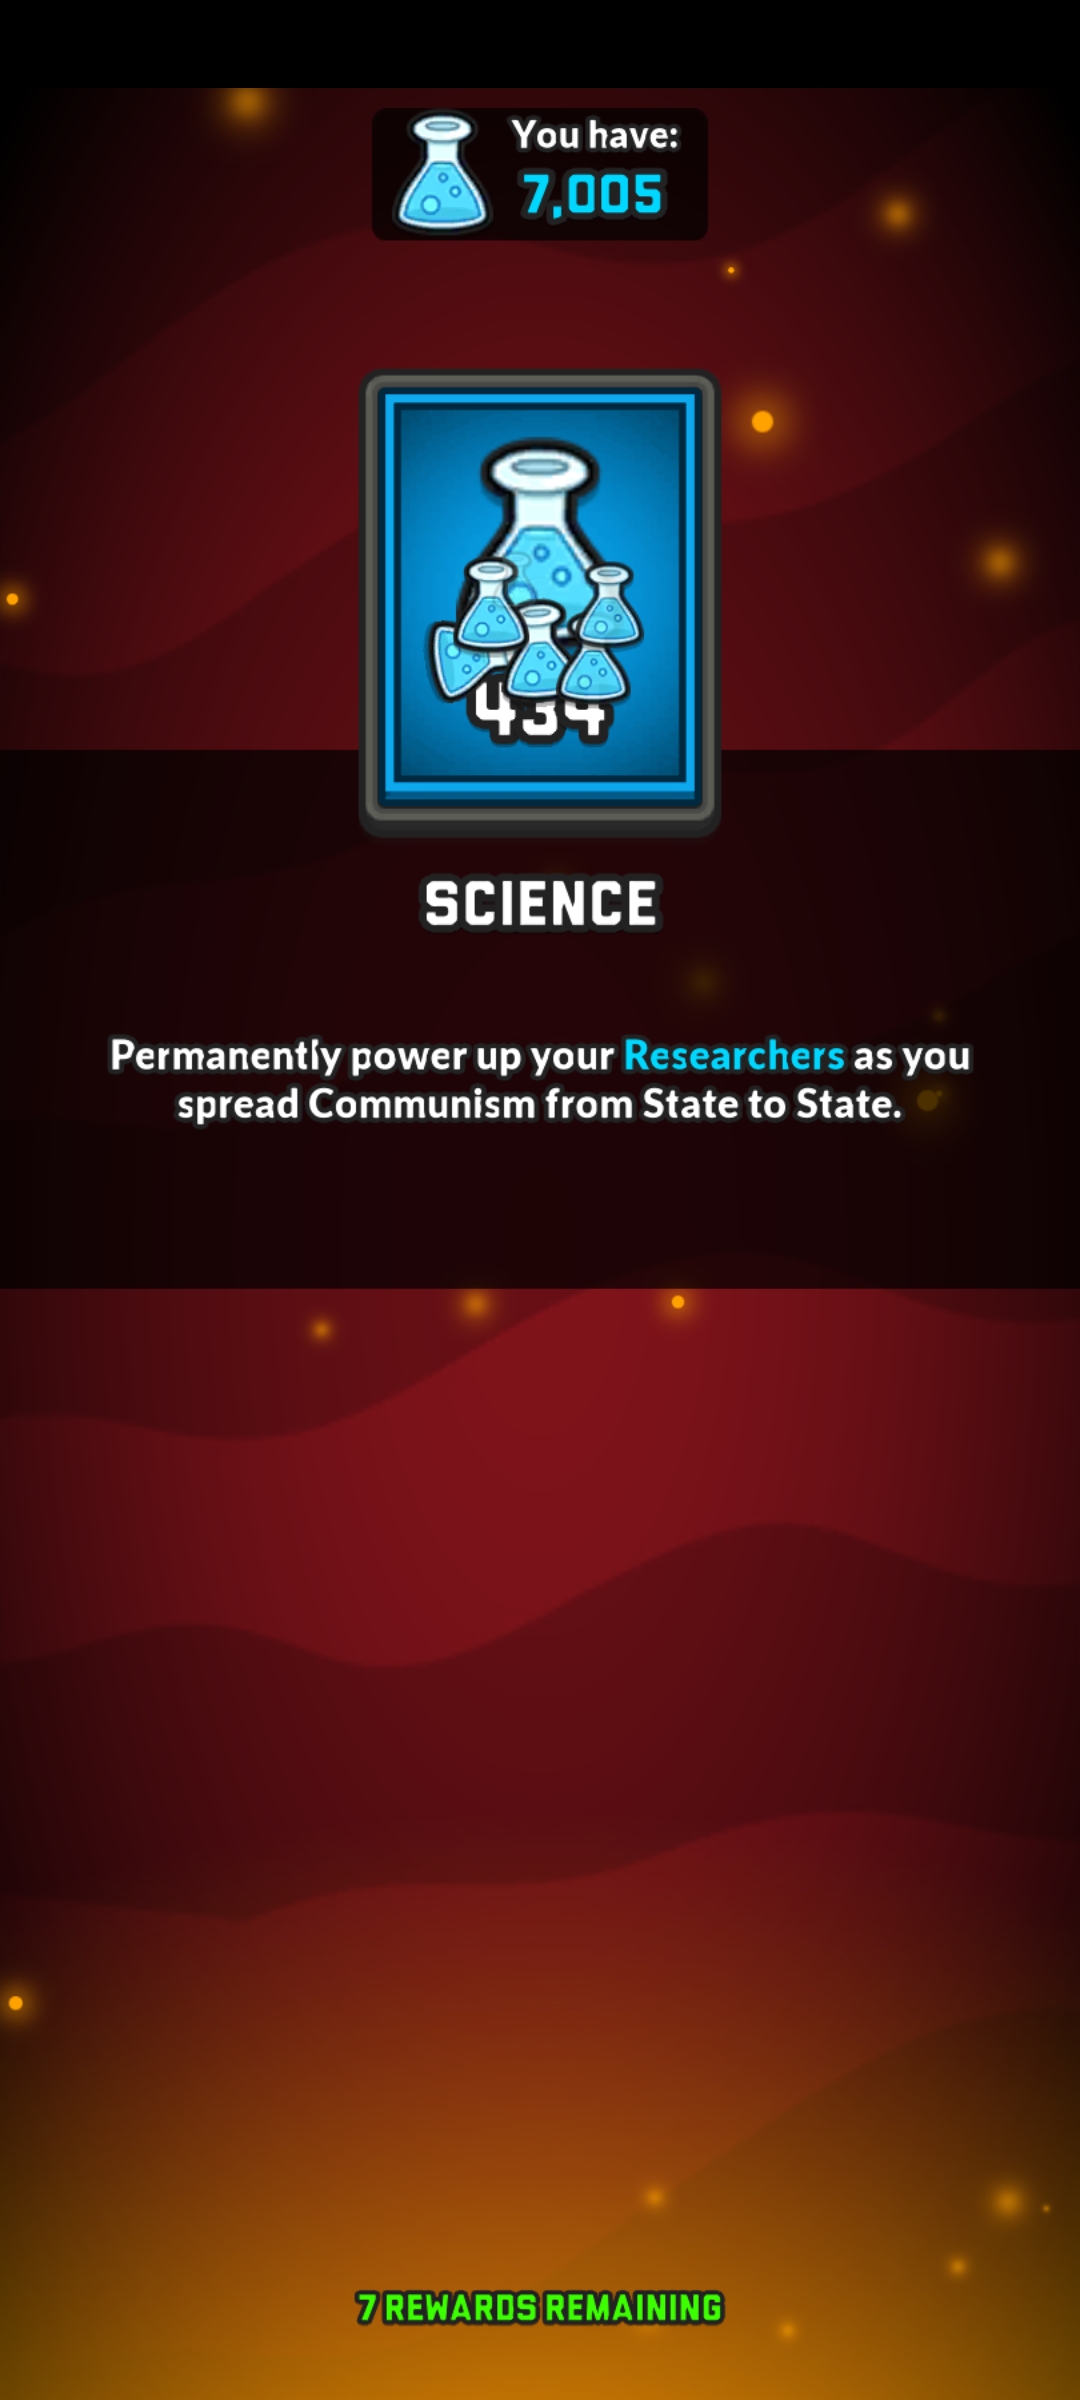 You have:
7,005
434
SCIENCE
Permanently power up your Researchers as you
spread Communism from State to State.
7 REWARDS REMAINING